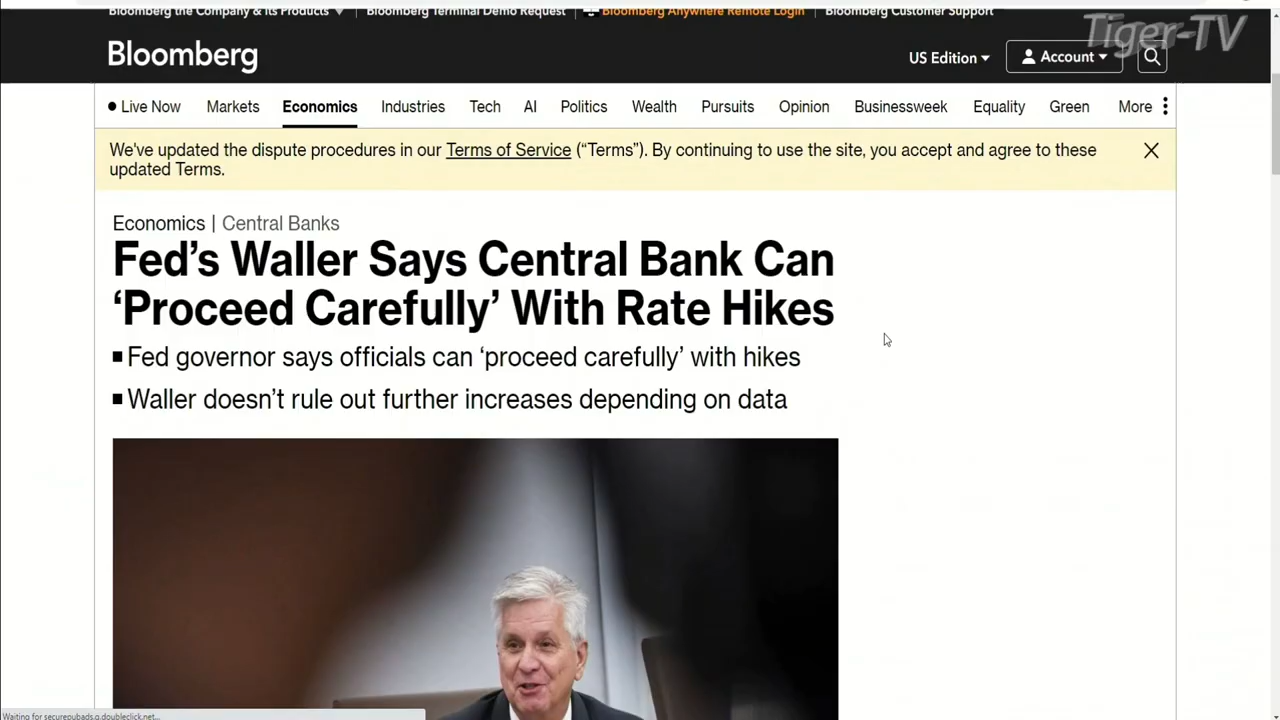 Bloomberg the Company & Its Products Bloomberg Terminal Demo Request Bloomberg Anywhere Remote Login Bloomberg Customer Support
Tiger-TV
Bloomberg
US Edition Account
Live Now Markets Economics Industries Tech AI Politics Wealth Pursuits Opinion Businessweek Equality Green More
We've updated the dispute procedures in our Terms of Service (“Terms”). By continuing to use the site, you accept and agree to these
updated Terms.
Economics | Central Banks
Fed’s Waller Says Central Bank Can
‘Proceed Carefully’ With Rate Hikes
Fed governor says officials can ‘proceed carefully’ with hikes
Waller doesn’t rule out further increases depending on data
Waiting for securepubads.g.doubleclick.net...